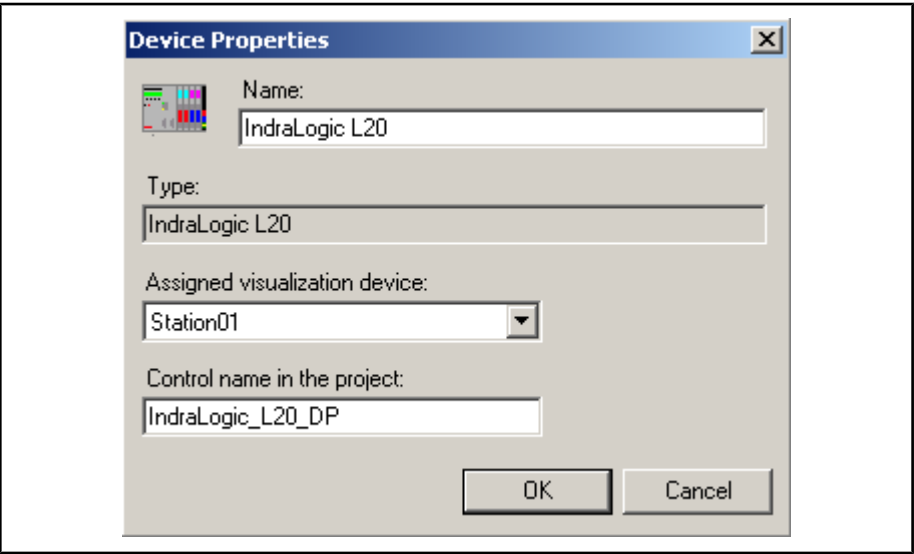 Device Properties
Name:
IndraLogic L20
Type:
IndraLogic L20
Assigned visualization device:
Station01
Control name in the project:
IndraLogic_L20_DP
OK Cancel